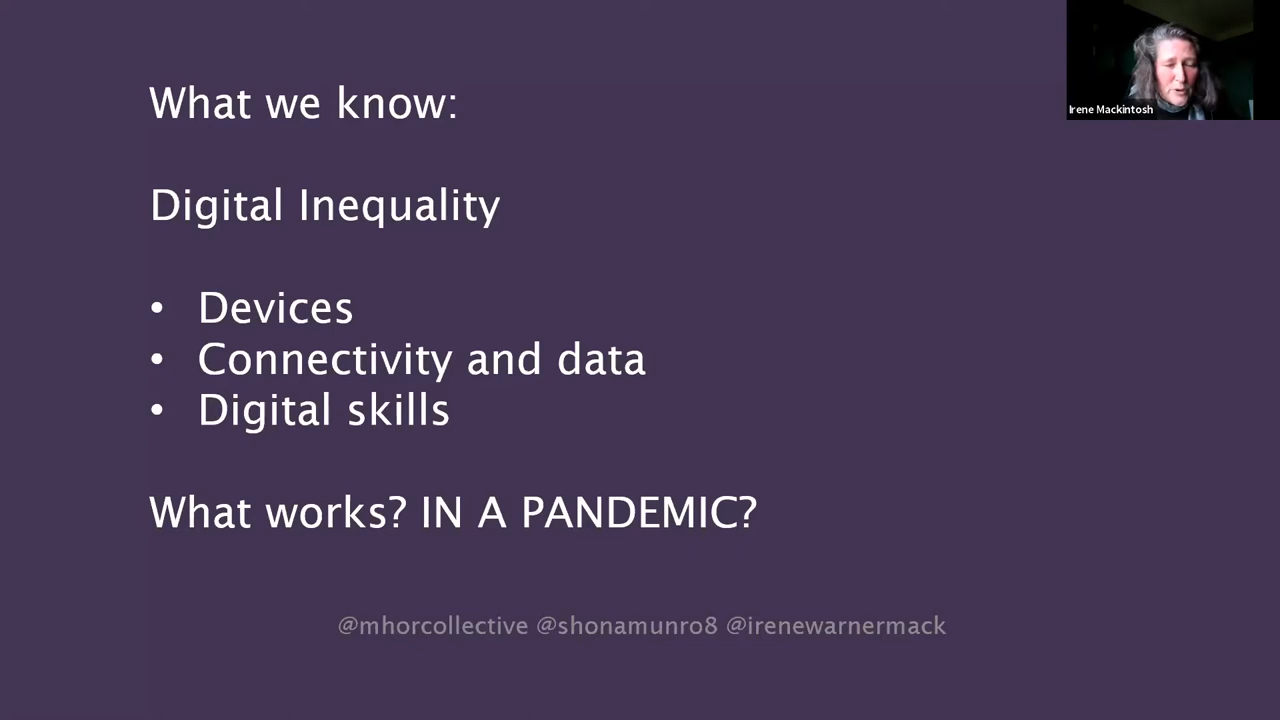 What we know:
Irene Mackintosh
Digital Inequality
• Devices
• Connectivity and data
• Digital skills
What works? IN A PANDEMIC?
@mhorcollective @shonamunro8 @irenewarnermack